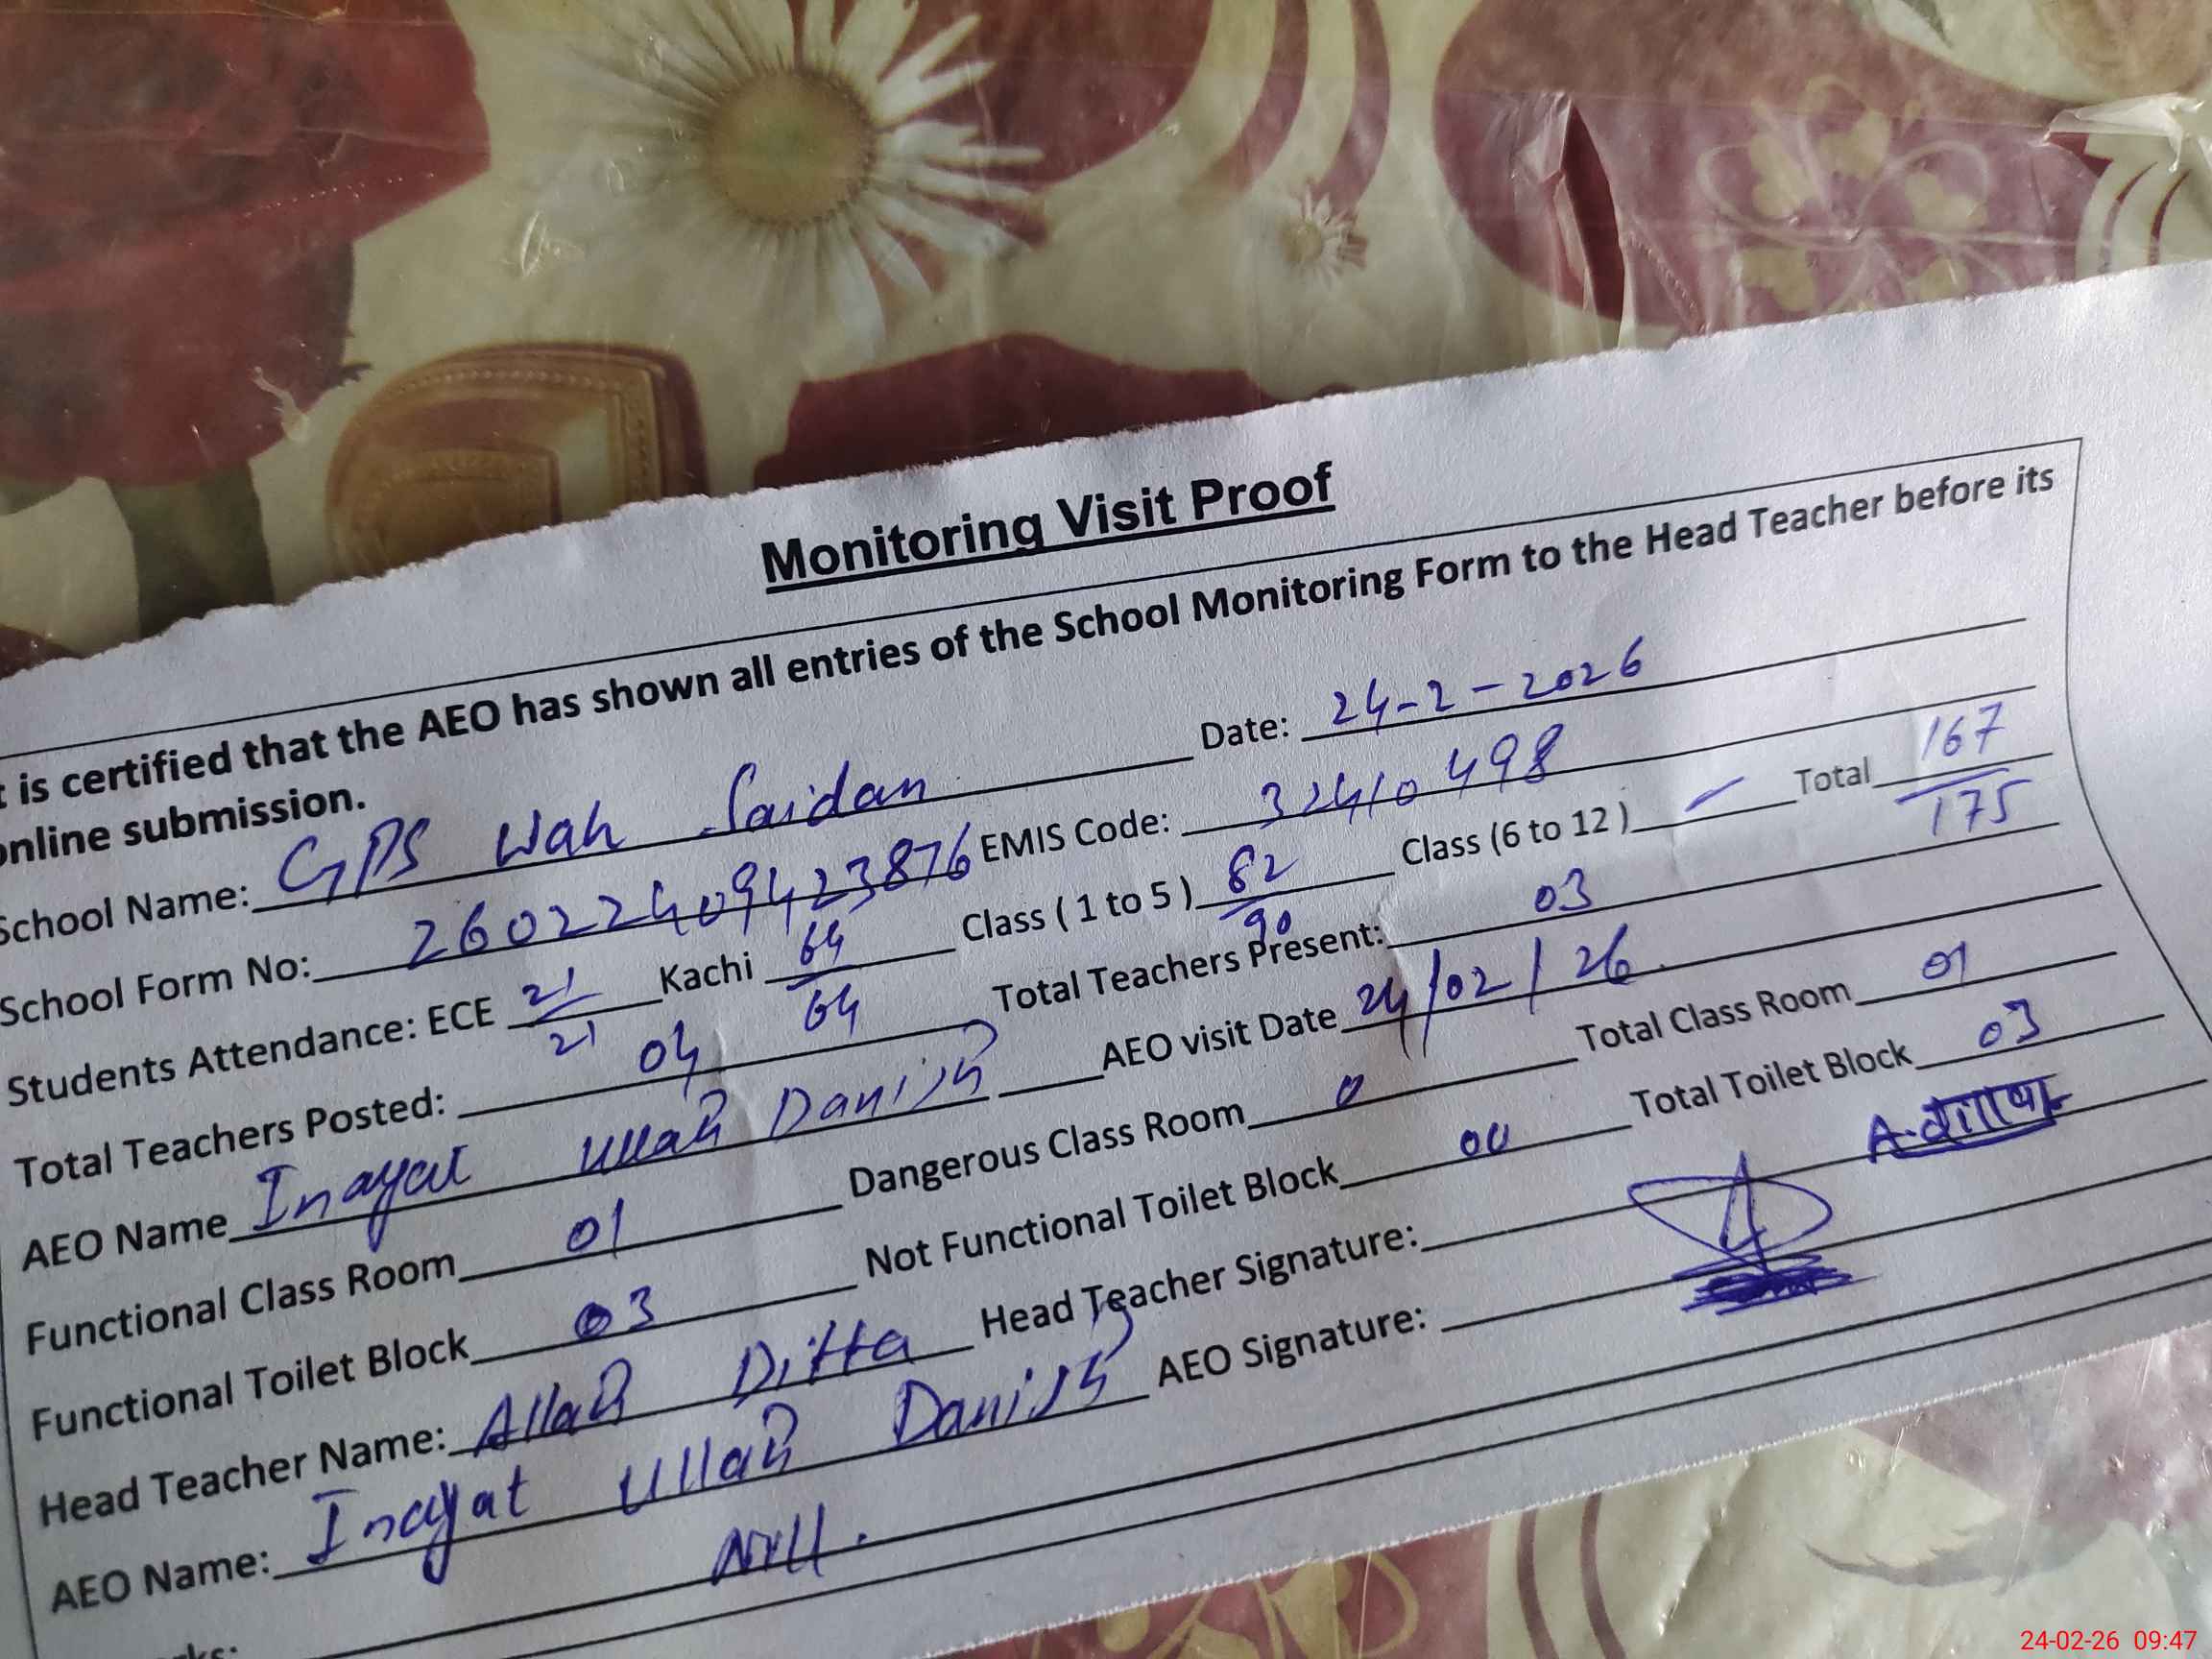 Monitoring Visit Proof
t is certified that the AEO has shown all entries of the School Monitoring Form to the Head Teacher before its
online submission.
School Name: GPS Wah Saidan Date: 24-2-2026
School Form No: 26022409423876 EMIS Code: 32410498
Students Attendance: ECE 21/21 Kachi 64/64 Class ( 1 to 5 ) 82/90 Class (6 to 12 ) – Total 167/175
Total Teachers Posted: 04 Total Teachers Present: 03
AEO Name Inayat Ullah Danish AEO visit Date 24/02/26.
Functional Class Room 01 Dangerous Class Room 0 Total Class Room 01
Functional Toilet Block 03 Not Functional Toilet Block 00 Total Toilet Block 03
Head Teacher Name: Allah Ditta Head Teacher Signature:
AEO Name: Inayat Ullah Danish AEO Signature:
rks: Nill.
24-02-26 09:47